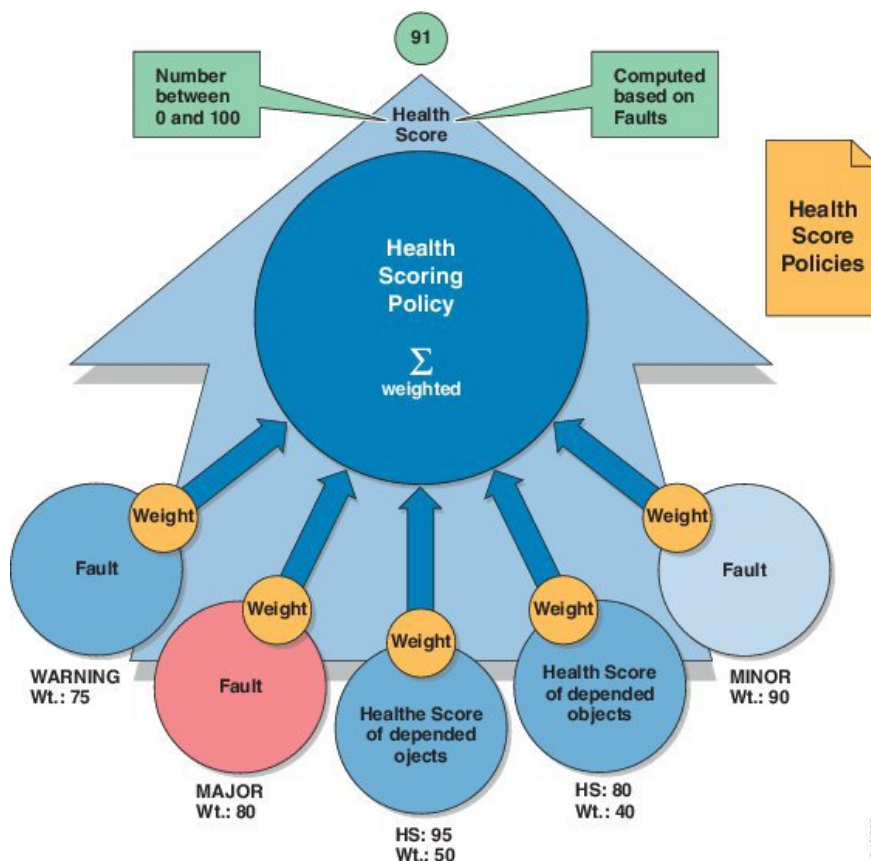 91
Number
between
0 and 100
Computed
based on
Faults
Health
Score
Health
Score
Policies
Health
Scoring
Policy
Σ
weighted
Weight
Fault
WARNING
Wt.: 75
Weight
Fault
MAJOR
Wt.: 80
Weight
Healthe Score
of depended
ojects
HS: 95
Wt.: 50
Weight
Health Score
of depended
objects
HS: 80
Wt.: 40
Weight
Fault
MINOR
Wt.: 90